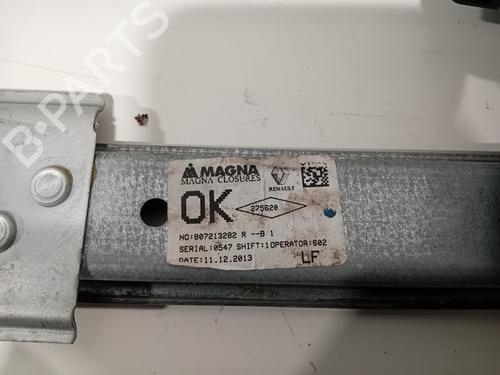 B-PARTS
MAGNA
MAGNA CLOSURES
RENAULT
OK
275620
NO:807213282 R --B 1
SERIAL:0547 SHIFT:1OPERATOR:602
DATE:11.12.2013
LF